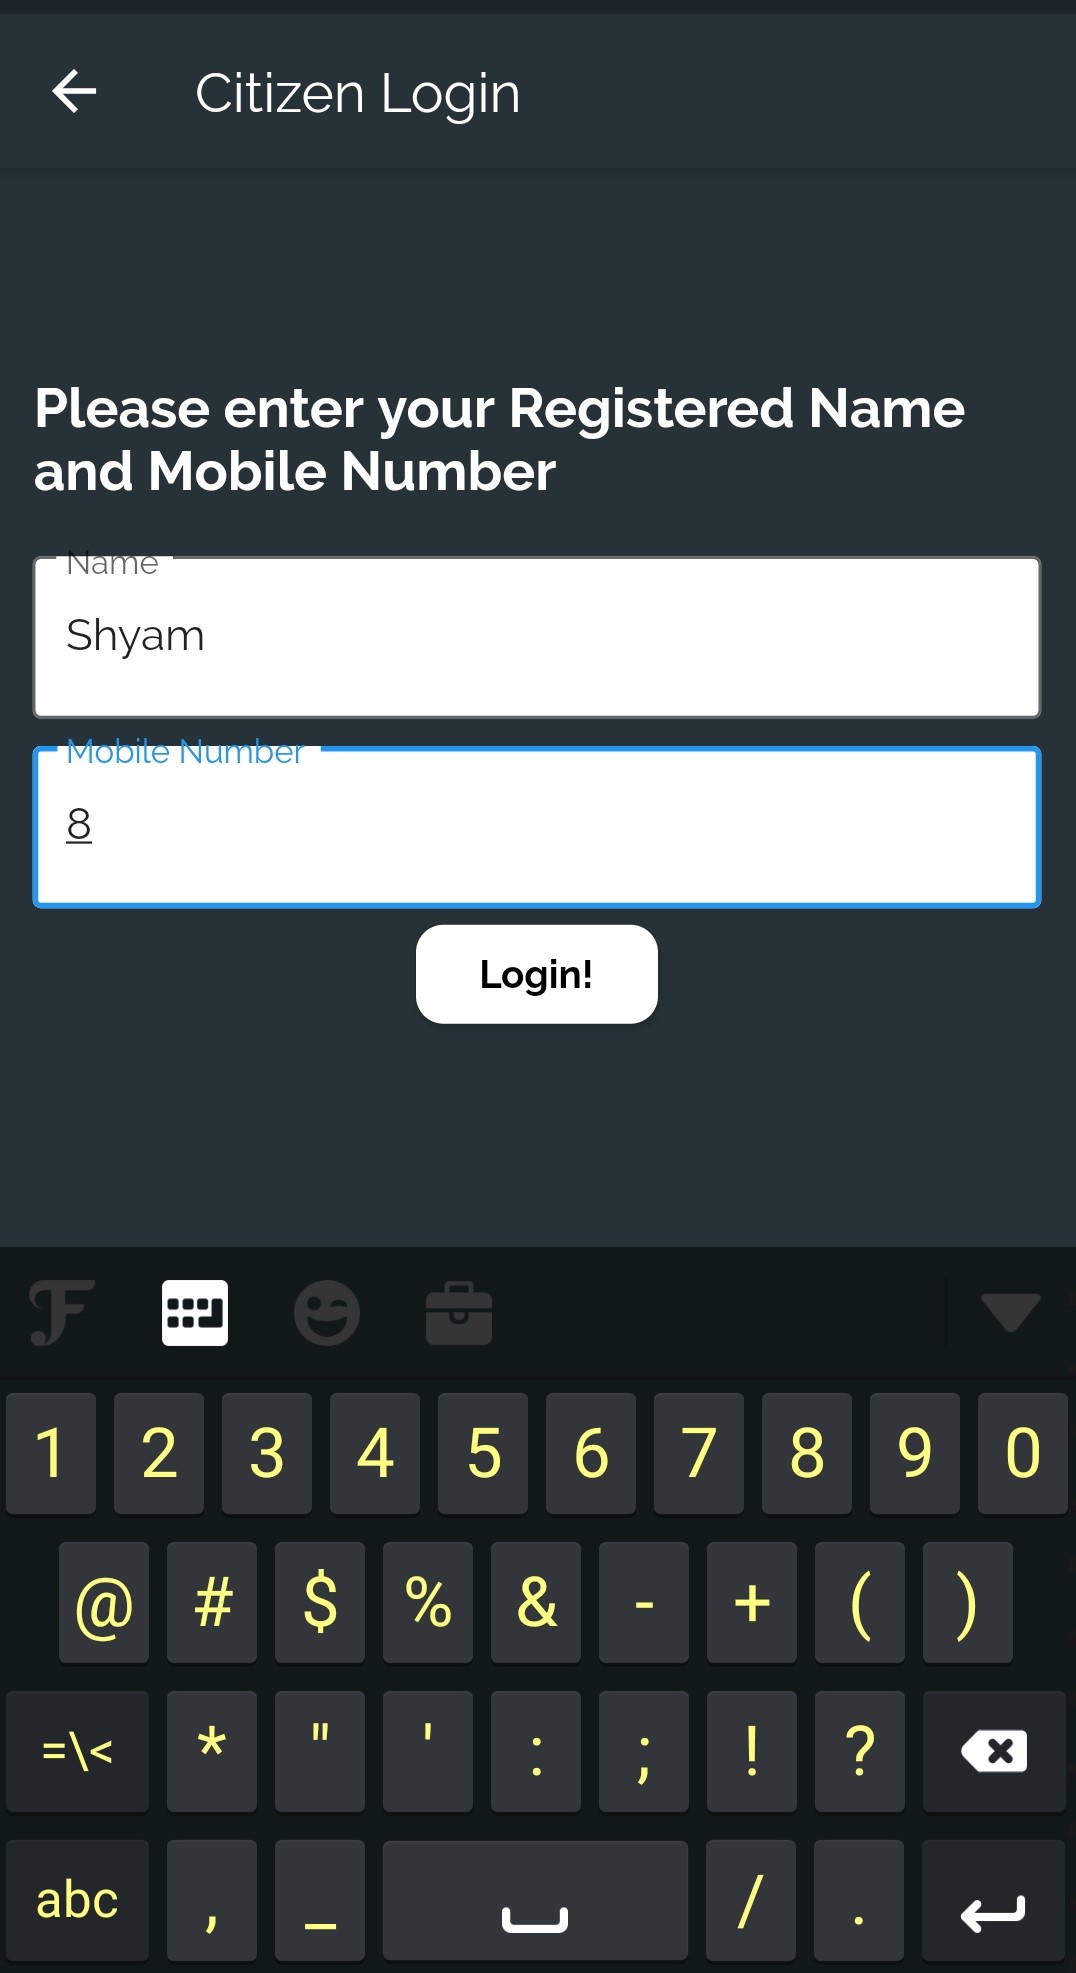 Citizen Login
Please enter your Registered Name
and Mobile Number
Name
Shyam
Mobile Number
8
Login!
1 2 3 4 5 6 7 8 9 0
@ # $ % & - + ( )
=\< * " ' : ; ! ?
abc , _ / .